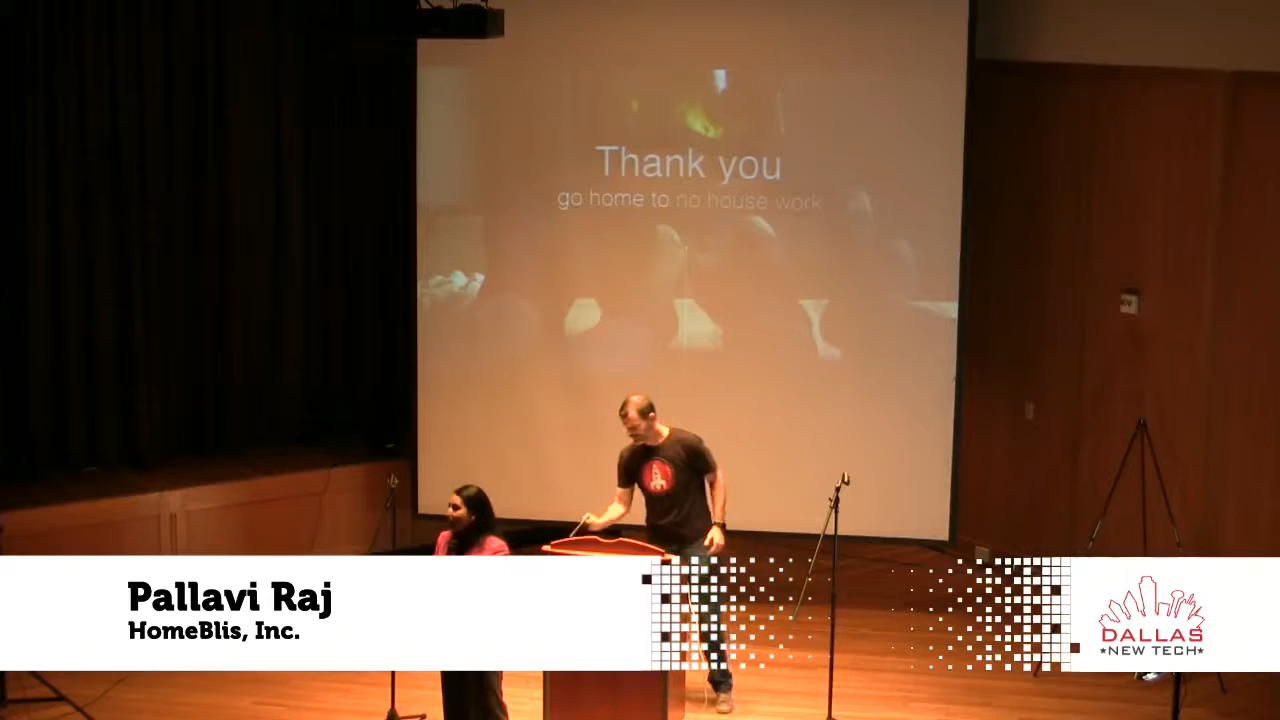 Thank you
go home to no house work
Pallavi Raj
HomeBlis, Inc.
DALLAS
★NEW TECH★